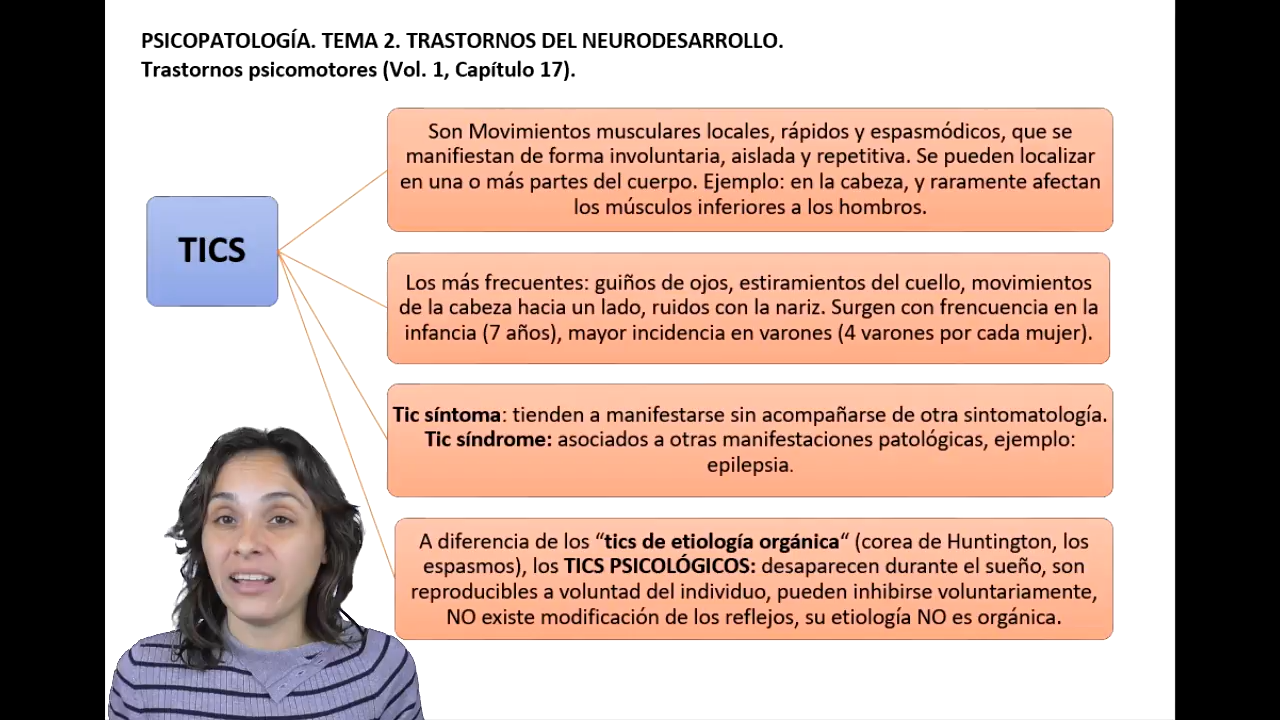 PSICOPATOLOGÍA. TEMA 2. TRASTORNOS DEL NEURODESARROLLO.
Trastornos psicomotores (Vol. 1, Capítulo 17).
TICS
Son Movimientos musculares locales, rápidos y espasmódicos, que se
manifiestan de forma involuntaria, aislada y repetitiva. Se pueden localizar
en una o más partes del cuerpo. Ejemplo: en la cabeza, y raramente afectan
los músculos inferiores a los hombros.
Los más frecuentes: guiños de ojos, estiramientos del cuello, movimientos
de la cabeza hacia un lado, ruidos con la nariz. Surgen con frencuencia en la
infancia (7 años), mayor incidencia en varones (4 varones por cada mujer).
Tic síntoma: tienden a manifestarse sin acompañarse de otra sintomatología.
Tic síndrome: asociados a otras manifestaciones patológicas, ejemplo:
epilepsia.
A diferencia de los “tics de etiología orgánica“ (corea de Huntington, los
espasmos), los TICS PSICOLÓGICOS: desaparecen durante el sueño, son
reproducibles a voluntad del individuo, pueden inhibirse voluntariamente,
NO existe modificación de los reflejos, su etiología NO es orgánica.